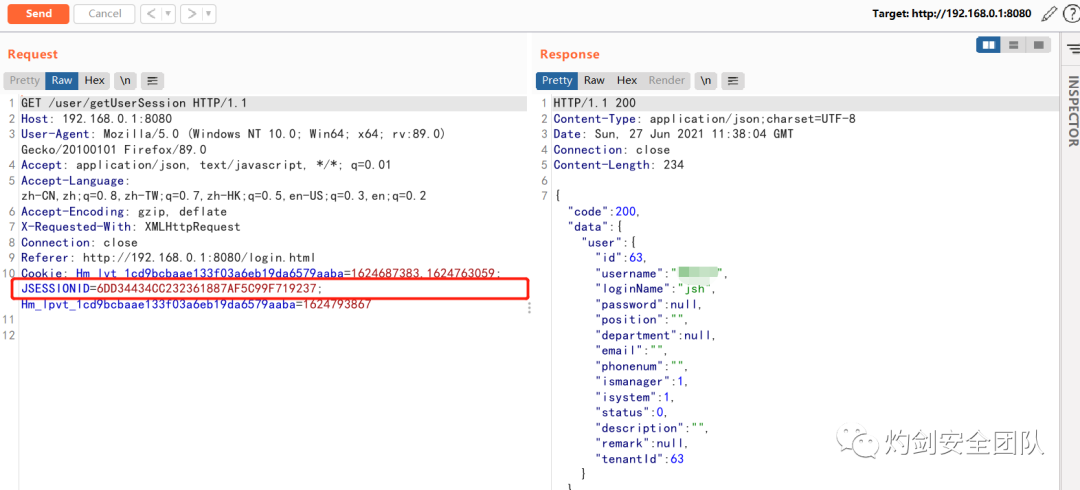 Send
Cancel
Target: http://192.168.0.1:8080
Request
Response
Pretty Raw Hex \n
Pretty Raw Hex Render \n
INSPECTOR
1 GET /user/getUserSession HTTP/1.1
2 Host: 192.168.0.1:8080
3 User-Agent: Mozilla/5.0 (Windows NT 10.0; Win64; x64; rv:89.0)
Gecko/20100101 Firefox/89.0
4 Accept: application/json, text/javascript, */*; q=0.01
5 Accept-Language:
zh-CN,zh;q=0.8,zh-TW;q=0.7,zh-HK;q=0.5,en-US;q=0.3,en;q=0.2
6 Accept-Encoding: gzip, deflate
7 X-Requested-With: XMLHttpRequest
8 Connection: close
9 Referer: http://192.168.0.1:8080/login.html
10 Cookie: Hm_lvt_1cd9bcbaae133f03a6eb19da6579aaba=1624687383,1624763059;
JSESSIONID=6DD34434CC232361887AF5C99F719237;
Hm_lpvt_1cd9bcbaae133f03a6eb19da6579aaba=1624793867
11
12
1 HTTP/1.1 200
2 Content-Type: application/json;charset=UTF-8
3 Date: Sun, 27 Jun 2021 11:38:04 GMT
4 Connection: close
5 Content-Length: 234
6
7 {
"code":200,
"data":{
"user":{
"id":63,
"username":"",
"loginName":"jsh",
"password":null,
"position":"",
"department":null,
"email":"",
"phonenum":"",
"ismanager":1,
"isystem":1,
"status":0,
"description":"",
"remark":null,
"tenantId":63
}
}
灼剑安全团队